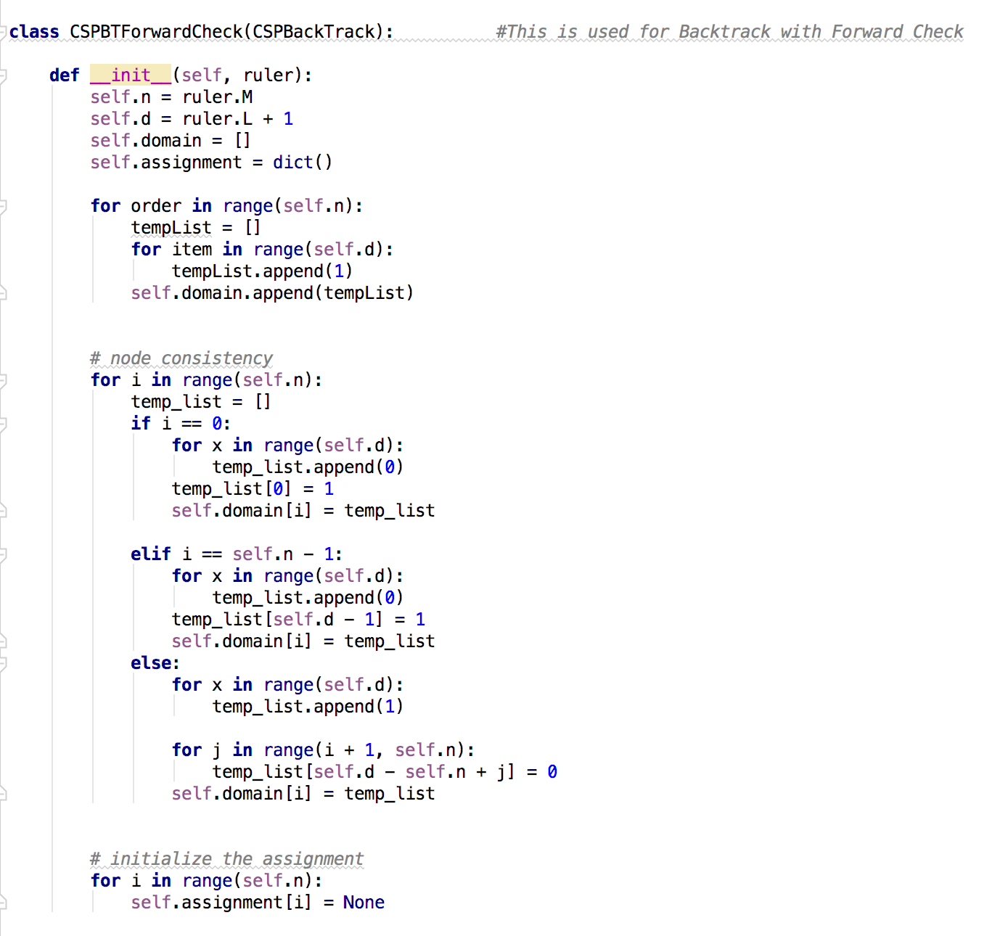 class CSPBTForwardCheck(CSPBackTrack):          #This is used for Backtrack with Forward Check
    def __init__(self, ruler):
        self.n = ruler.M
        self.d = ruler.L + 1
        self.domain = []
        self.assignment = dict()
        for order in range(self.n):
            tempList = []
            for item in range(self.d):
                tempList.append(1)
            self.domain.append(tempList)
        # node consistency
        for i in range(self.n):
            temp_list = []
            if i == 0:
                for x in range(self.d):
                    temp_list.append(0)
                temp_list[0] = 1
                self.domain[i] = temp_list
            elif i == self.n - 1:
                for x in range(self.d):
                    temp_list.append(0)
                temp_list[self.d - 1] = 1
                self.domain[i] = temp_list
            else:
                for x in range(self.d):
                    temp_list.append(1)
                for j in range(i + 1, self.n):
                    temp_list[self.d - self.n + j] = 0
                self.domain[i] = temp_list
        # initialize the assignment
        for i in range(self.n):
            self.assignment[i] = None